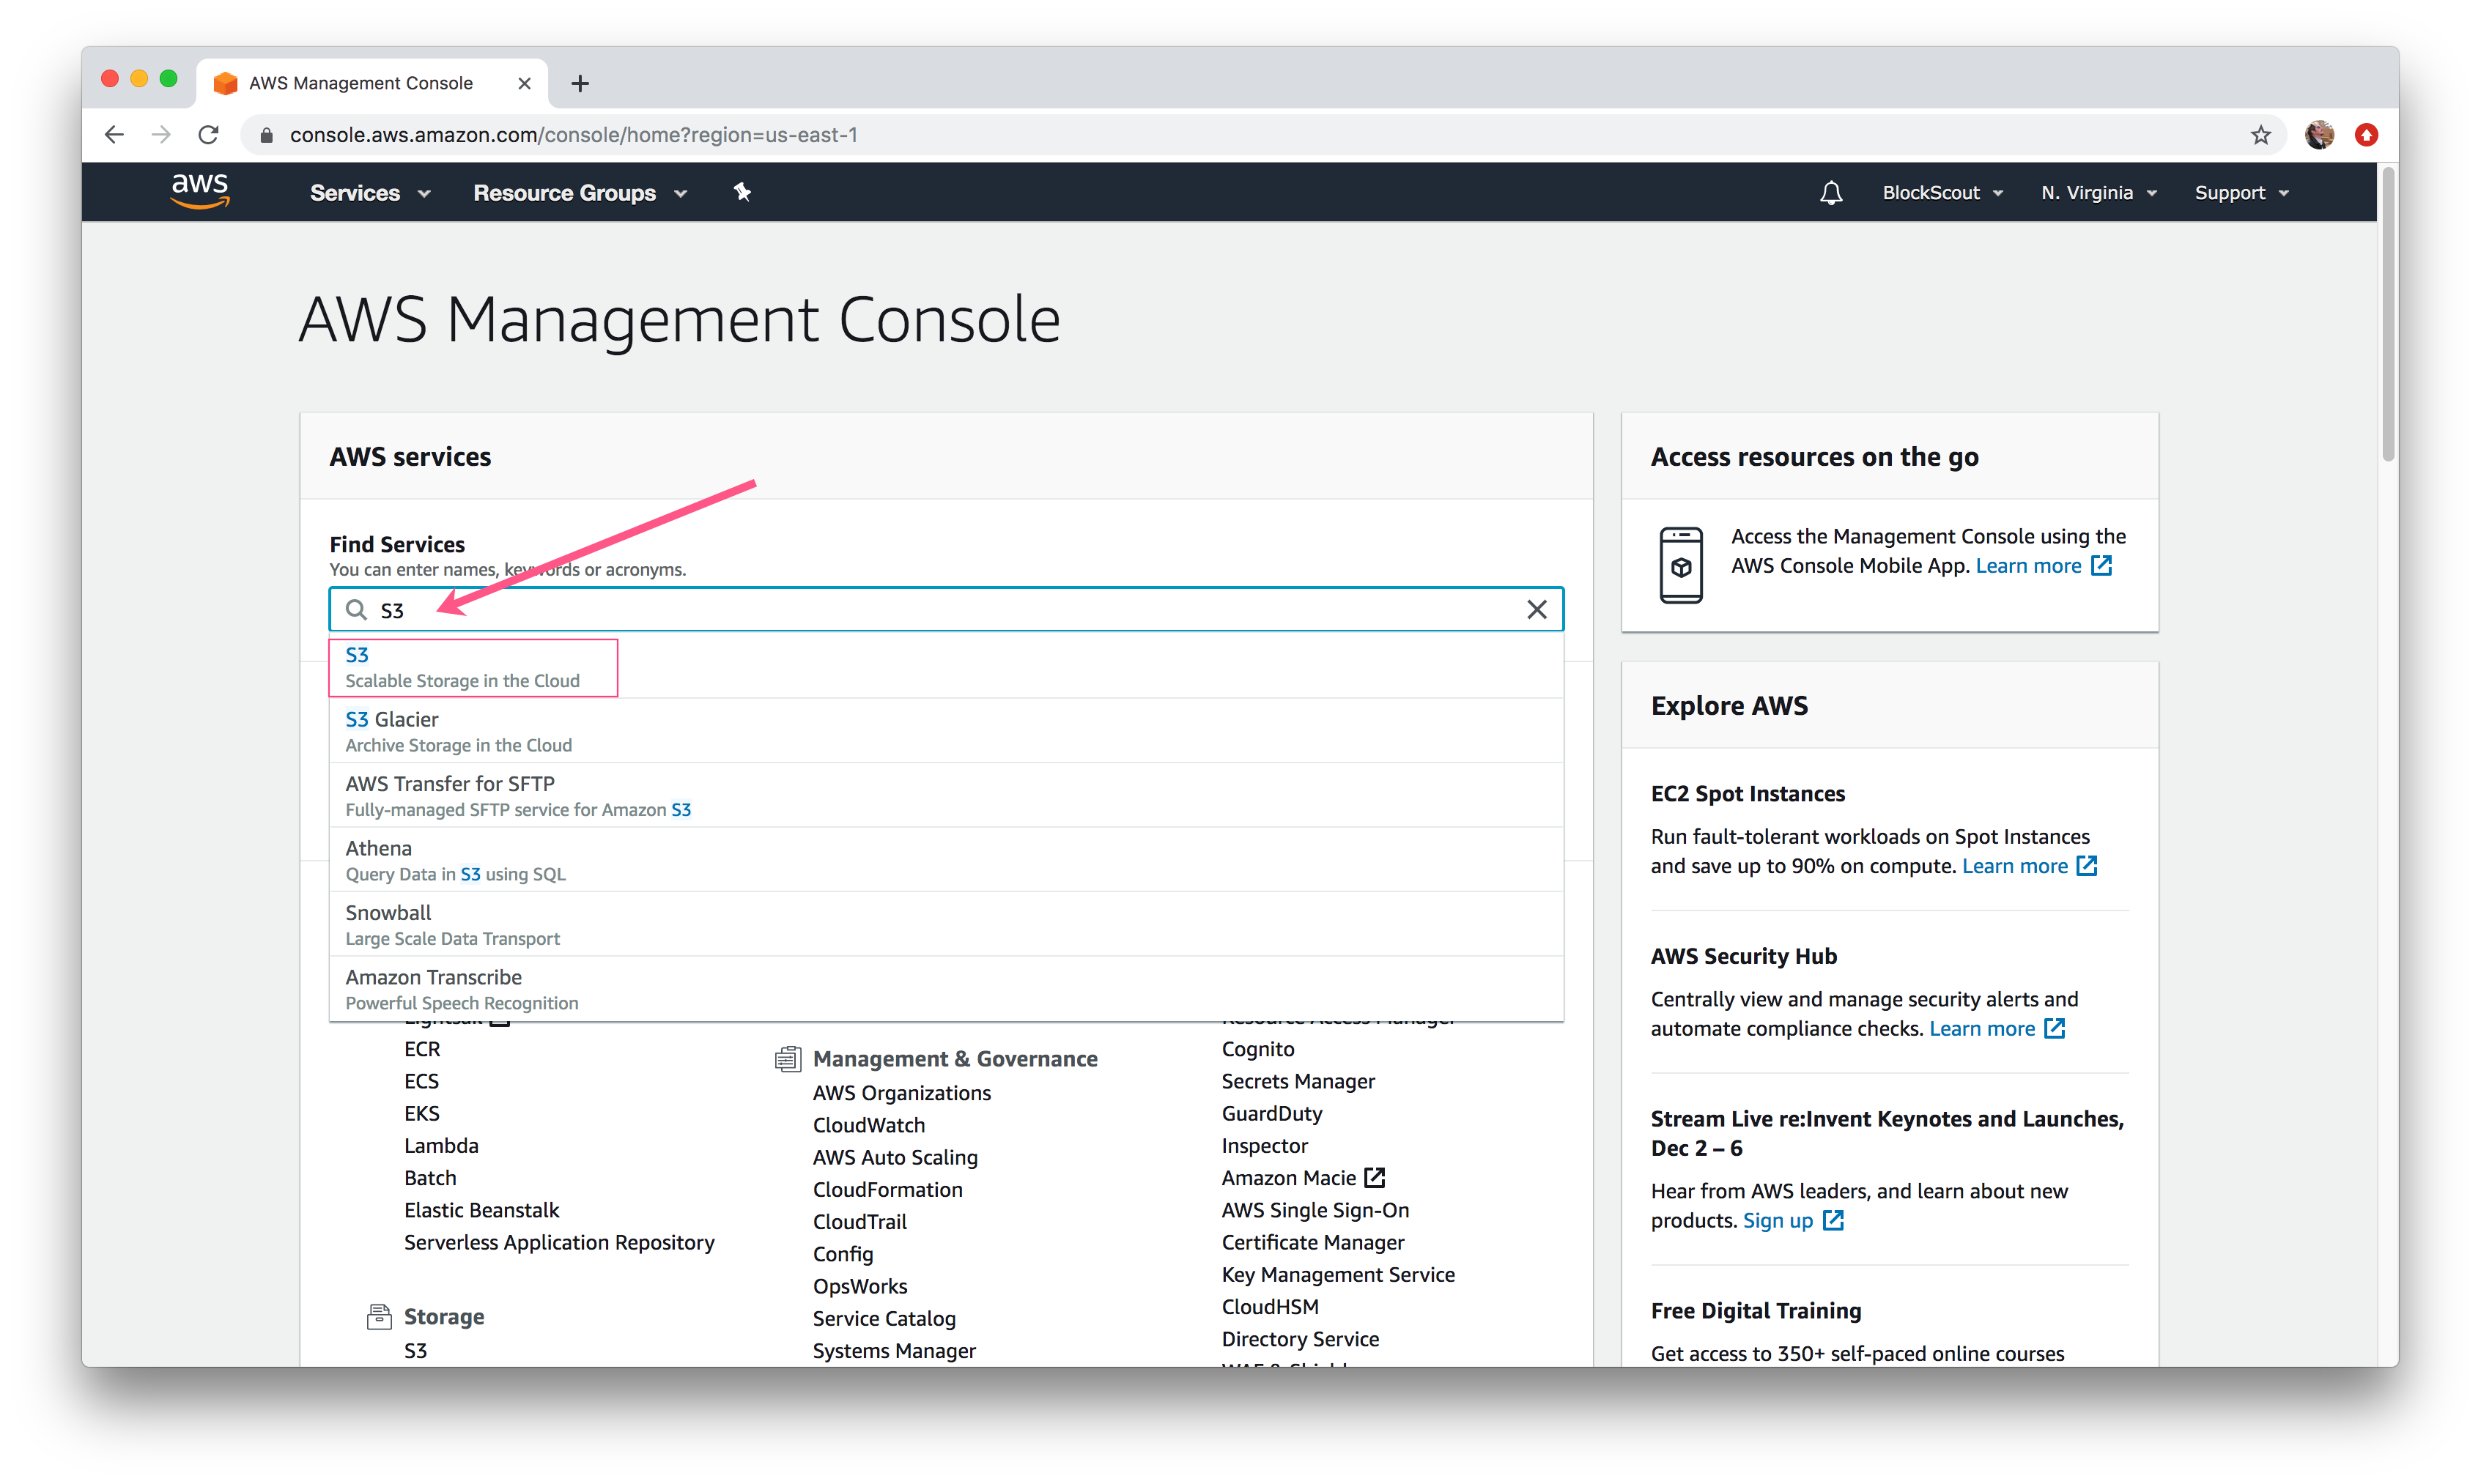 AWS Management Console
console.aws.amazon.com/console/home?region=us-east-1
aws
Services
Resource Groups
BlockScout
N. Virginia
Support
AWS Management Console
AWS services
Find Services
You can enter names, keywords or acronyms.
S3
S3
Scalable Storage in the Cloud
S3 Glacier
Archive Storage in the Cloud
AWS Transfer for SFTP
Fully-managed SFTP service for Amazon S3
Athena
Query Data in S3 using SQL
Snowball
Large Scale Data Transport
Amazon Transcribe
Powerful Speech Recognition
Lightsail
ECR
ECS
EKS
Lambda
Batch
Elastic Beanstalk
Serverless Application Repository
Storage
S3
Management & Governance
AWS Organizations
CloudWatch
AWS Auto Scaling
CloudFormation
CloudTrail
Config
OpsWorks
Service Catalog
Systems Manager
Resource Access Manager
Cognito
Secrets Manager
GuardDuty
Inspector
Amazon Macie
AWS Single Sign-On
Certificate Manager
Key Management Service
CloudHSM
Directory Service
WAF & Shield
Access resources on the go
Access the Management Console using the
AWS Console Mobile App. Learn more
Explore AWS
EC2 Spot Instances
Run fault-tolerant workloads on Spot Instances
and save up to 90% on compute. Learn more
AWS Security Hub
Centrally view and manage security alerts and
automate compliance checks. Learn more
Stream Live re:Invent Keynotes and Launches,
Dec 2 – 6
Hear from AWS leaders, and learn about new
products. Sign up
Free Digital Training
Get access to 350+ self-paced online courses